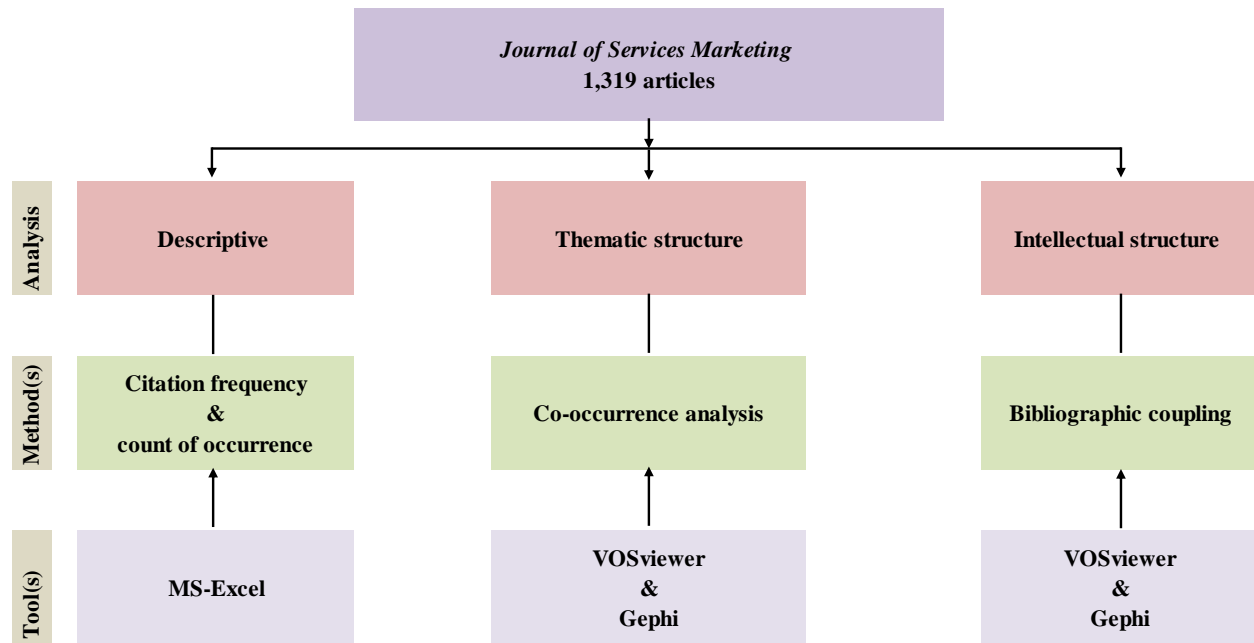 Journal of Services Marketing
1,319 articles
Analysis
Descriptive
Thematic structure
Intellectual structure
Method(s)
Citation frequency
&
count of occurrence
Co-occurrence analysis
Bibliographic coupling
Tool(s)
MS-Excel
VOSviewer
&
Gephi
VOSviewer
&
Gephi